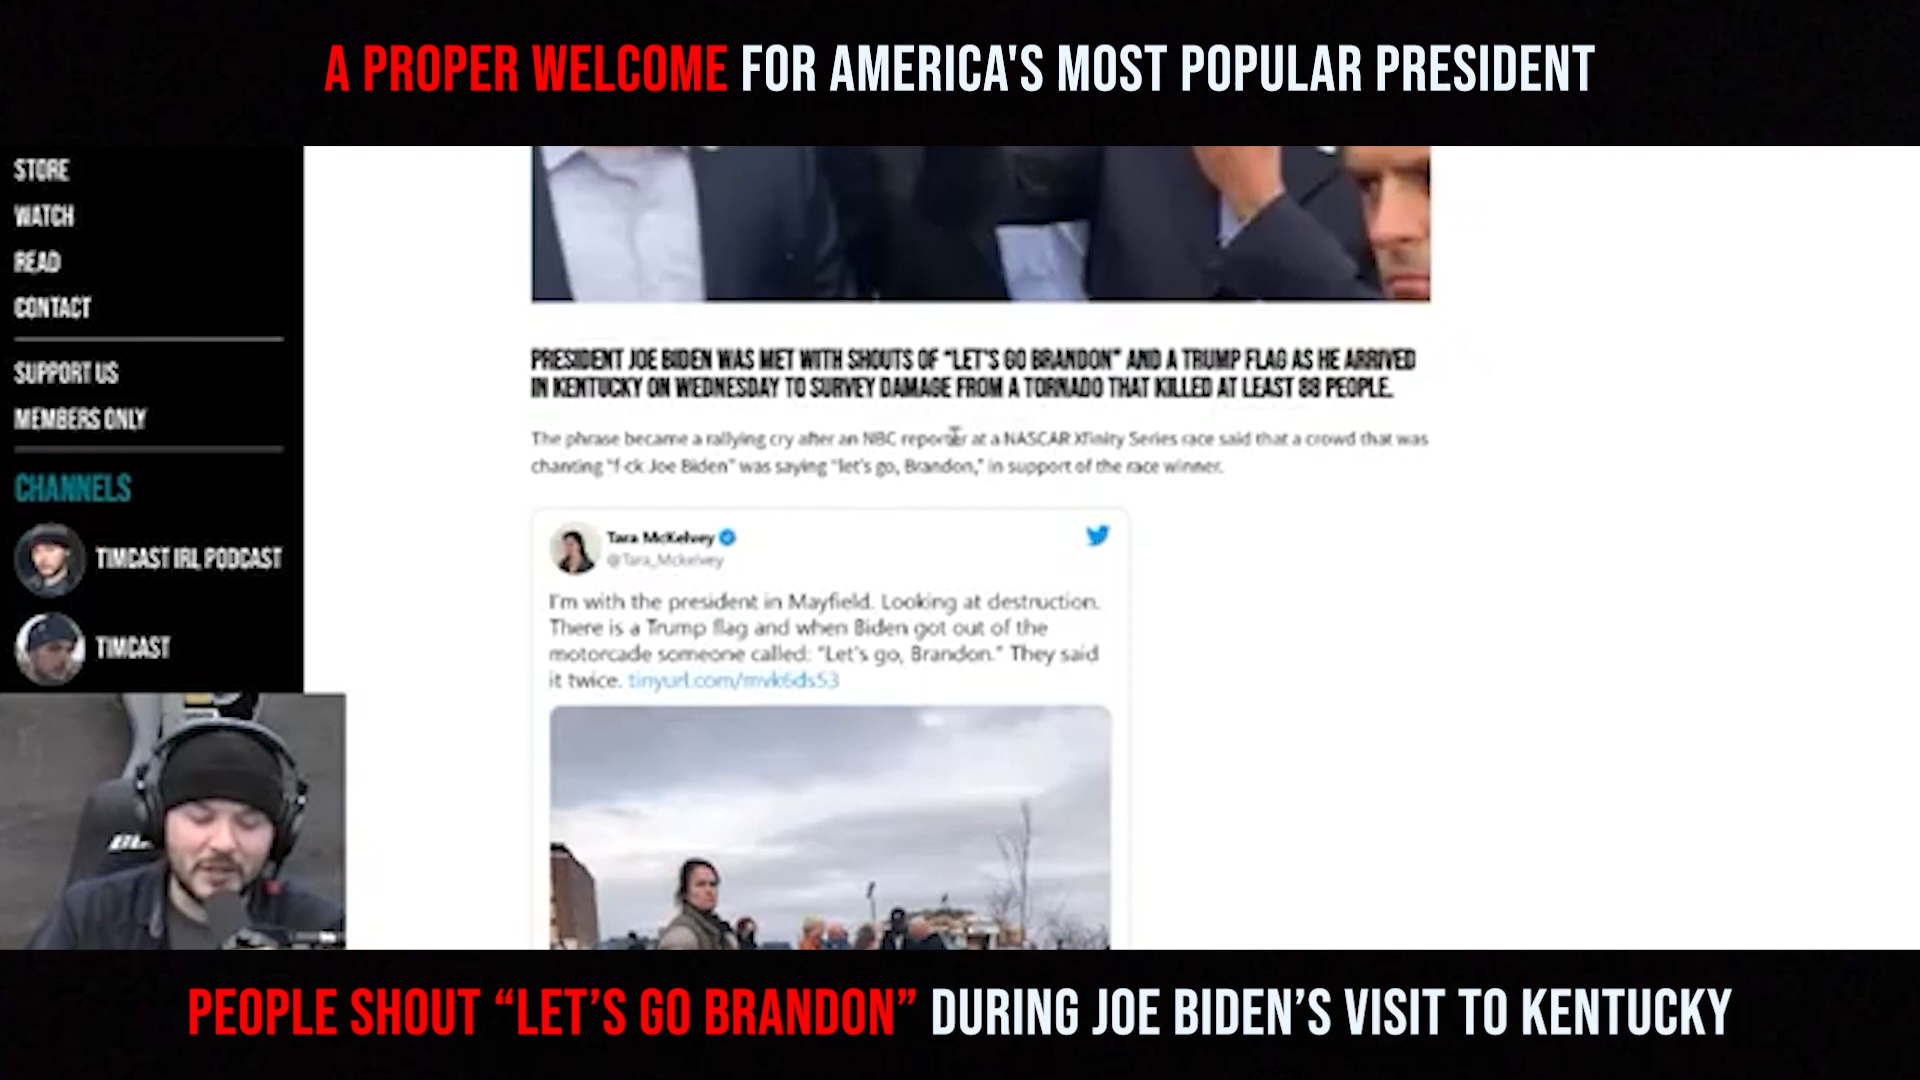 A PROPER WELCOME FOR AMERICA'S MOST POPULAR PRESIDENT
STORE
WATCH
READ
CONTACT
SUPPORT US
MEMBERS ONLY
CHANNELS
TIMCAST IRL PODCAST
TIMCAST
PRESIDENT JOE BIDEN WAS MET WITH SHOUTS OF “LET’S GO BRANDON” AND A TRUMP FLAG AS HE ARRIVED
IN KENTUCKY ON WEDNESDAY TO SURVEY DAMAGE FROM A TORNADO THAT KILLED AT LEAST 88 PEOPLE.
The phrase became a rallying cry after an NBC reporter at a NASCAR Xfinity Series race said that a crowd that was
chanting “f-ck Joe Biden” was saying “let’s go, Brandon,” in support of the race winner.
Tara McKelvey
@Tara_Mckelvey
I'm with the president in Mayfield. Looking at destruction.
There is a Trump flag and when Biden got out of the
motorcade someone called: “Let’s go, Brandon.” They said
it twice. tinyurl.com/mvk6ds53
PEOPLE SHOUT “LET’S GO BRANDON” DURING JOE BIDEN’S VISIT TO KENTUCKY